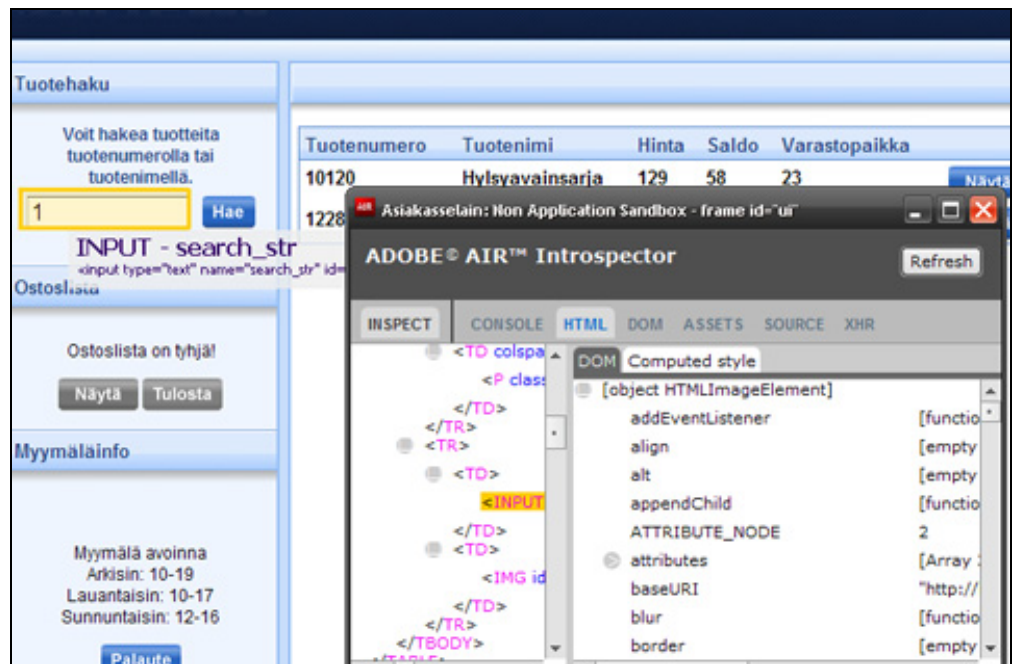 Tuotehaku
Voit hakea tuotteita
tuotenumerolla tai
tuotenimellä.
1
Hae
INPUT - search_str
<input type="text" name="search_str" id=
Ostoslista
Ostoslista on tyhjä!
Näytä
Tulosta
Myymäläinfo
Myymälä avoinna
Arkisin: 10-19
Lauantaisin: 10-17
Sunnuntaisin: 12-16
Palaute
Tuotenumero Tuotenimi Hinta Saldo Varastopaikka
10120 Hylsyavainsarja 129 58 23 Näytä
1228
AIR Asiakasselain: Non Application Sandbox - frame id="ui"
ADOBE© AIR™ Introspector
Refresh
INSPECT CONSOLE HTML DOM ASSETS SOURCE XHR
<TD colspa
<P class
</TD>
</TR>
<TR>
<TD>
<INPUT
</TD>
<TD>
<IMG id
</TD>
</TR>
</TBODY>
</TABLE>
DOM Computed style
[object HTMLImageElement]
addEventListener [functio
align [empty
alt [empty
appendChild [functio
ATTRIBUTE_NODE 2
attributes [Array
baseURI "http://
blur [functio
border [empty